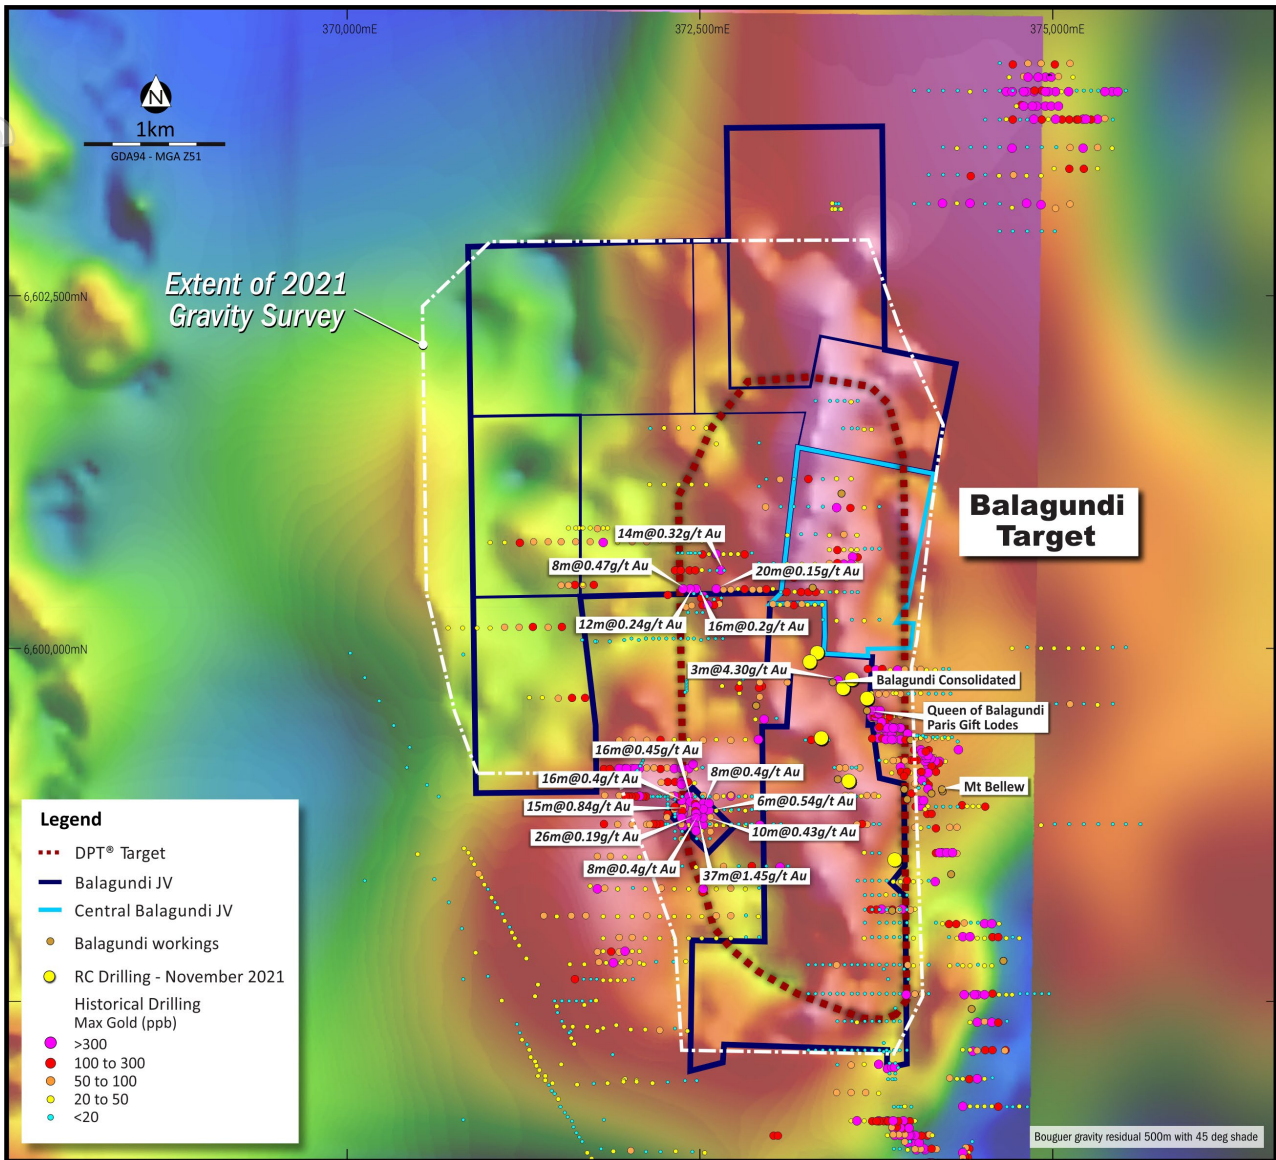 370,000mE
372,500mE
375,000mE
N
1km
GDA94 - MGA Z51
Extent of 2021
Gravity Survey
6,602,500mN
Balagundi
Target
14m@0.32g/t Au
8m@0.47g/t Au
20m@0.15g/t Au
12m@0.24g/t Au
16m@0.2g/t Au
6,600,000mN
3m@4.30g/t Au
Balagundi Consolidated
Queen of Balagundi
Paris Gift Lodes
16m@0.45g/t Au
16m@0.4g/t Au
8m@0.4g/t Au
Mt Bellew
15m@0.84g/t Au
6m@0.54g/t Au
26m@0.19g/t Au
10m@0.43g/t Au
8m@0.4g/t Au
37m@1.45g/t Au
Legend
DPT® Target
Balagundi JV
Central Balagundi JV
Balagundi workings
RC Drilling - November 2021
Historical Drilling
Max Gold (ppb)
>300
100 to 300
50 to 100
20 to 50
<20
Bouguer gravity residual 500m with 45 deg shade